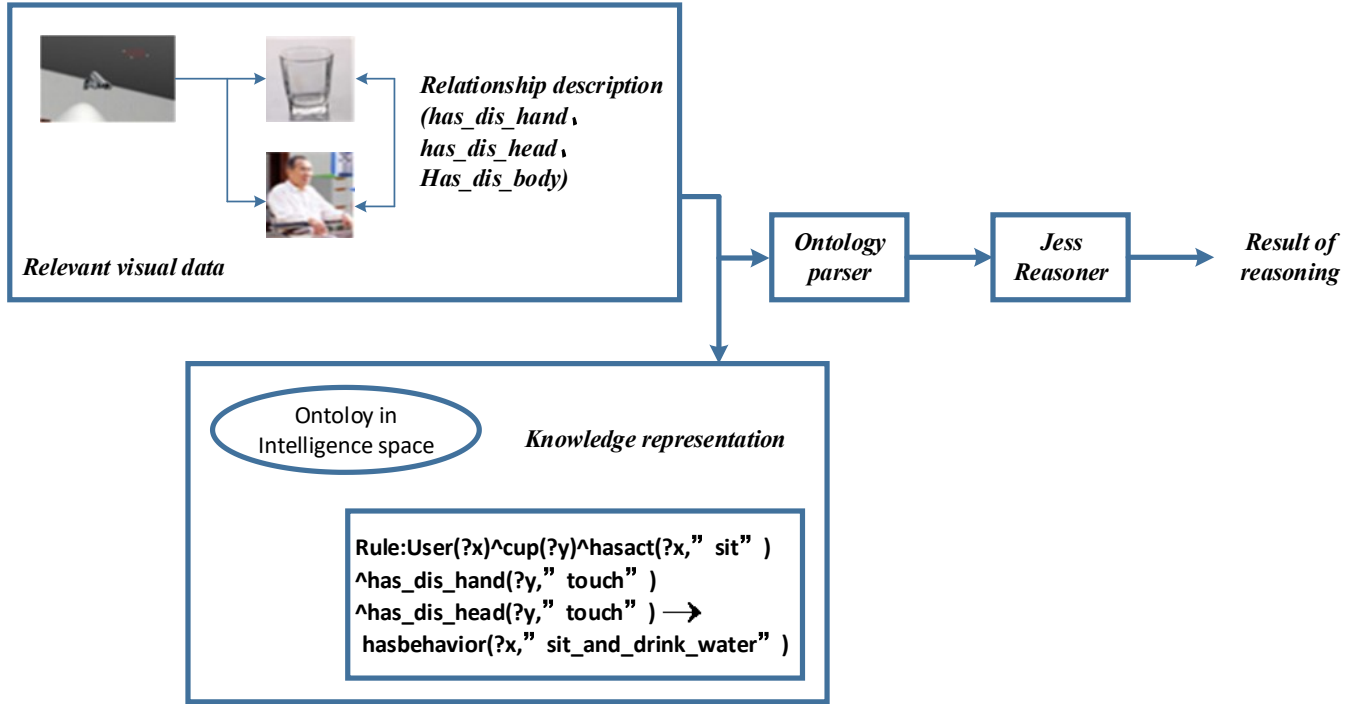 Relationship description
(has_dis_hand、
has_dis_head、
Has_dis_body)
Relevant visual data
Ontology
parser
Jess
Reasoner
Result of
reasoning
Ontoloy in
Intelligence space
Knowledge representation
Rule:User(?x)^cup(?y)^hasact(?x,” sit” )
^has_dis_hand(?y,” touch” )
^has_dis_head(?y,” touch” ) →
hasbehavior(?x,” sit_and_drink_water” )